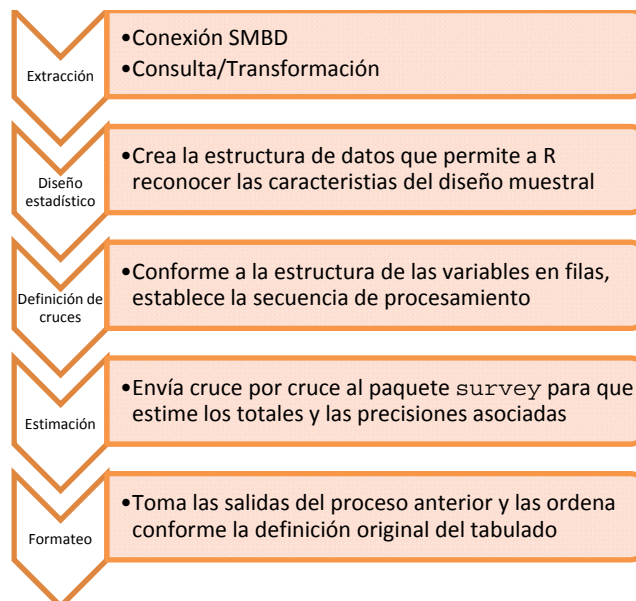 Extracción
•Conexión SMBD
•Consulta/Transformación
Diseño
estadístico
•Crea la estructura de datos que permite a R
reconocer las caracteristias del diseño muestral
Definición de
cruces
•Conforme a la estructura de las variables en filas,
establece la secuencia de procesamiento
Estimación
•Envía cruce por cruce al paquete survey para que
estime los totales y las precisiones asociadas
Formateo
•Toma las salidas del proceso anterior y las ordena
conforme la definición original del tabulado